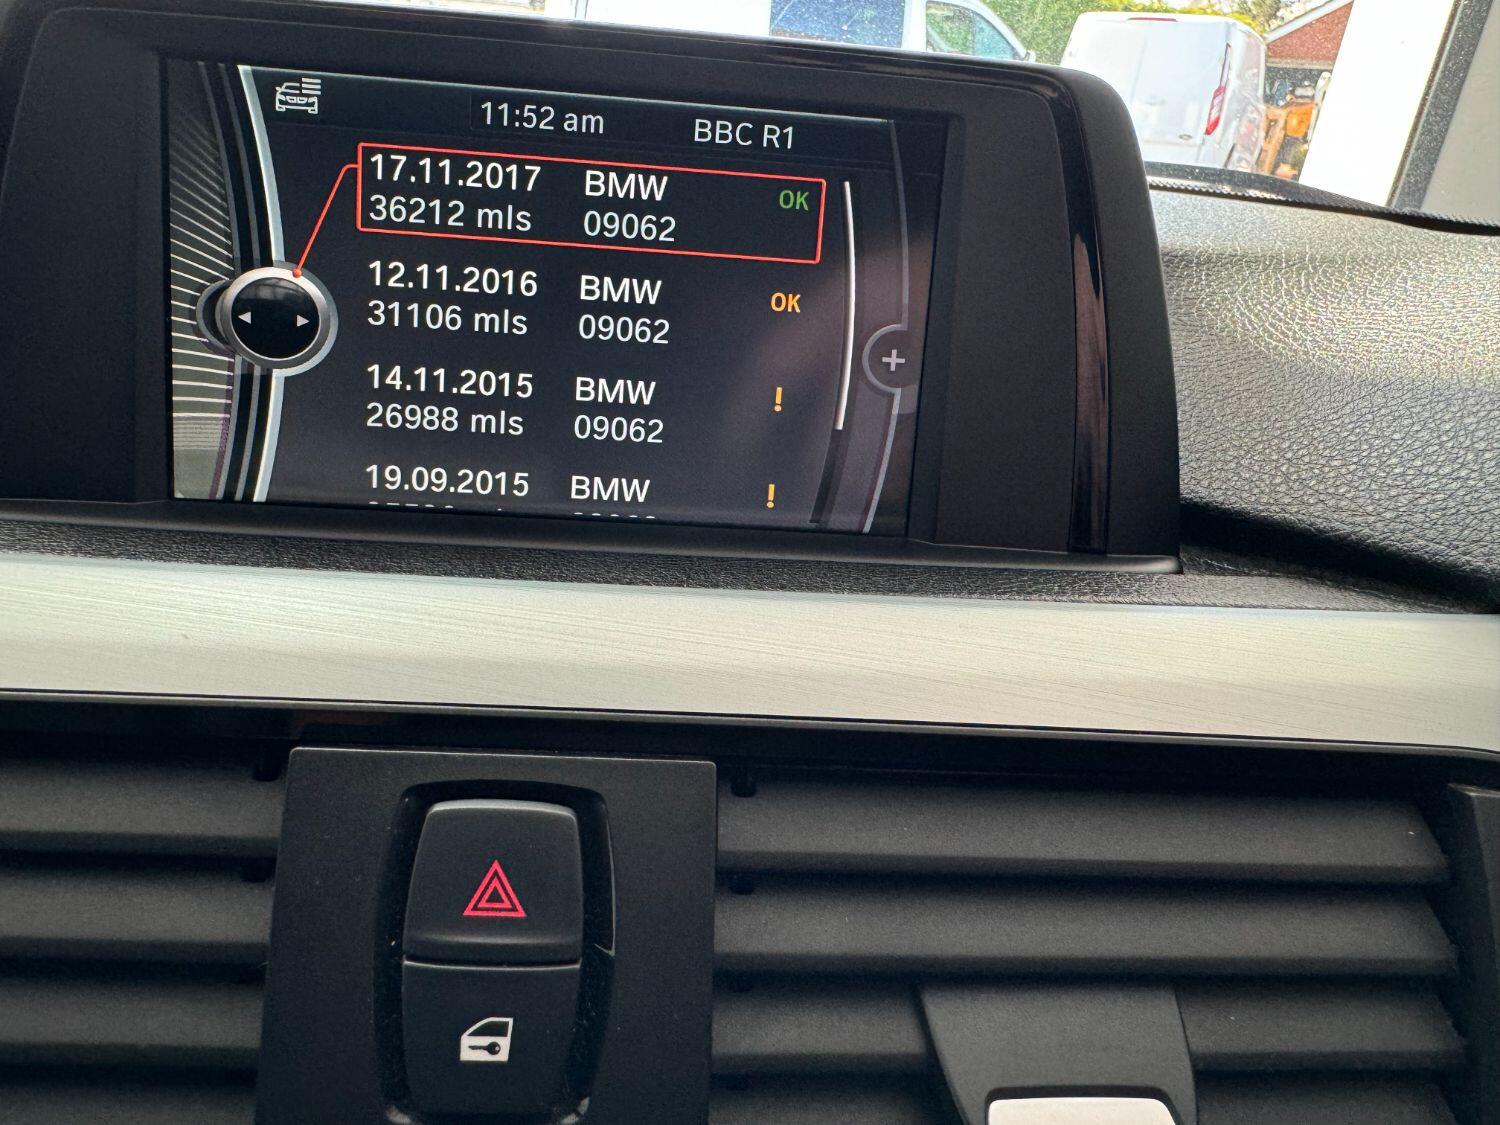 11:52 am BBC R1
17.11.2017 BMW OK
36212 mls 09062
12.11.2016 BMW OK
31106 mls 09062
14.11.2015 BMW !
26988 mls 09062
19.09.2015 BMW !